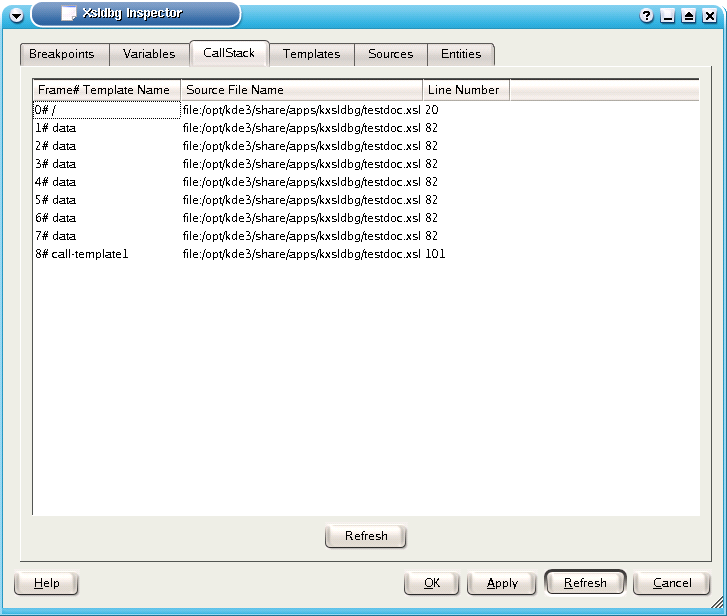 Xsldbg Inspector
Breakpoints Variables CallStack Templates Sources Entities
Frame# Template Name Source File Name Line Number
0# / file:/opt/kde3/share/apps/kxsldbg/testdoc.xsl 20
1# data file:/opt/kde3/share/apps/kxsldbg/testdoc.xsl 82
2# data file:/opt/kde3/share/apps/kxsldbg/testdoc.xsl 82
3# data file:/opt/kde3/share/apps/kxsldbg/testdoc.xsl 82
4# data file:/opt/kde3/share/apps/kxsldbg/testdoc.xsl 82
5# data file:/opt/kde3/share/apps/kxsldbg/testdoc.xsl 82
6# data file:/opt/kde3/share/apps/kxsldbg/testdoc.xsl 82
7# data file:/opt/kde3/share/apps/kxsldbg/testdoc.xsl 82
8# call-template1 file:/opt/kde3/share/apps/kxsldbg/testdoc.xsl 101
Refresh
Help OK Apply Refresh Cancel